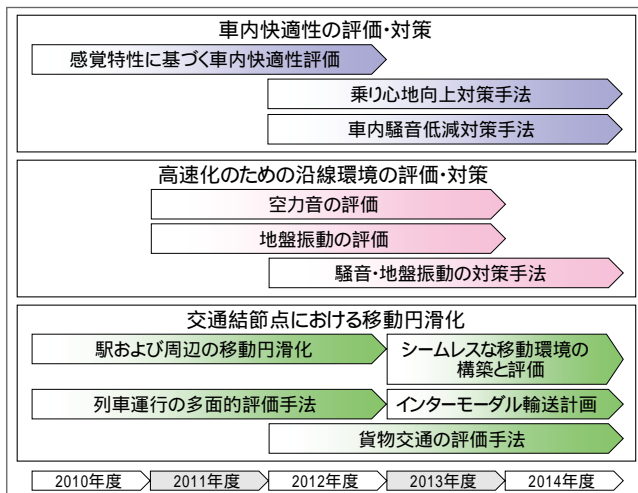 車内快適性の評価・対策
感覚特性に基づく車内快適性評価
乗り心地向上対策手法
車内騒音低減対策手法
高速化のための沿線環境の評価・対策
空力音の評価
地盤振動の評価
騒音・地盤振動の対策手法
交通結節点における移動円滑化
駅および周辺の移動円滑化
シームレスな移動環境の
構築と評価
列車運行の多面的評価手法
インターモーダル輸送計画
貨物交通の評価手法
2010年度 2011年度 2012年度 2013年度 2014年度